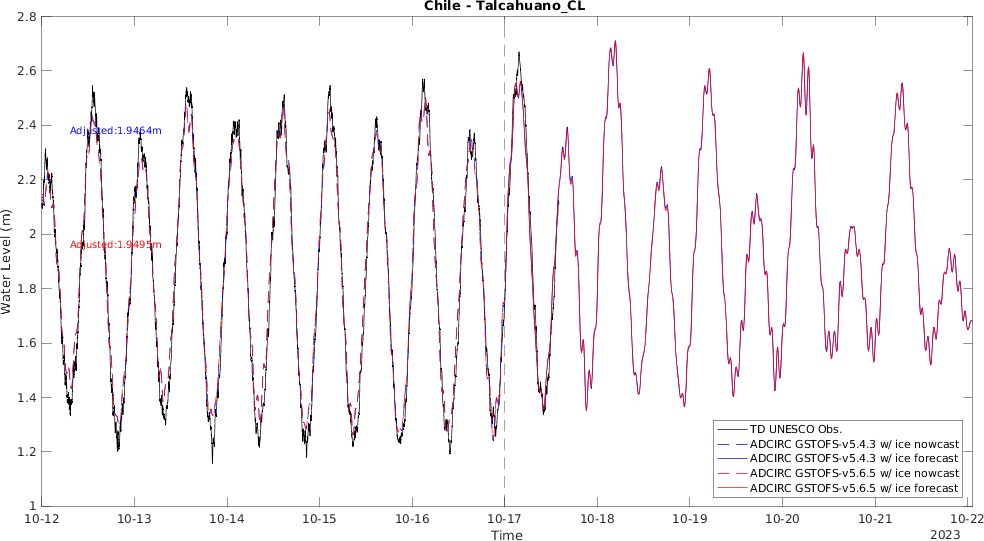 Chile - Talcahuano_CL
2.8
2.6
2.4
2.2
2
1.8
1.6
1.4
1.2
1
Water Level (m)
Adjusted:1.9464m
Adjusted:1.9495m
TD UNESCO Obs.
ADCIRC GSTOFS-v5.4.3 w/ ice nowcast
ADCIRC GSTOFS-v5.4.3 w/ ice forecast
ADCIRC GSTOFS-v5.6.5 w/ ice nowcast
ADCIRC GSTOFS-v5.6.5 w/ ice forecast
10-12 10-13 10-14 10-15 10-16 10-17 10-18 10-19 10-20 10-21 10-22
Time
2023